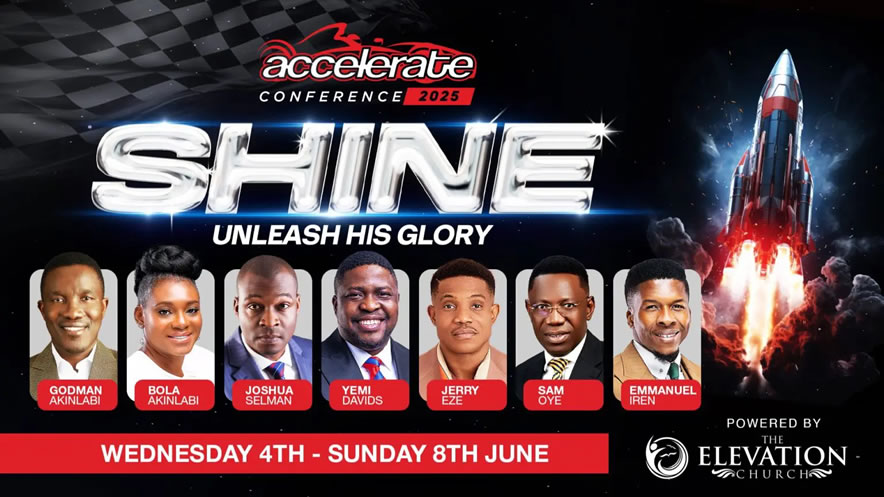 accelerate
CONFERENCE 2025
SHINE
UNLEASH HIS GLORY
GODMAN
AKINLABI
BOLA
AKINLABI
JOSHUA
SELMAN
YEMI
DAVIDS
JERRY
EZE
SAM
OYE
EMMANUEL
IREN
WEDNESDAY 4TH - SUNDAY 8TH JUNE
POWERED BY
THE
ELEVATION
CHURCH